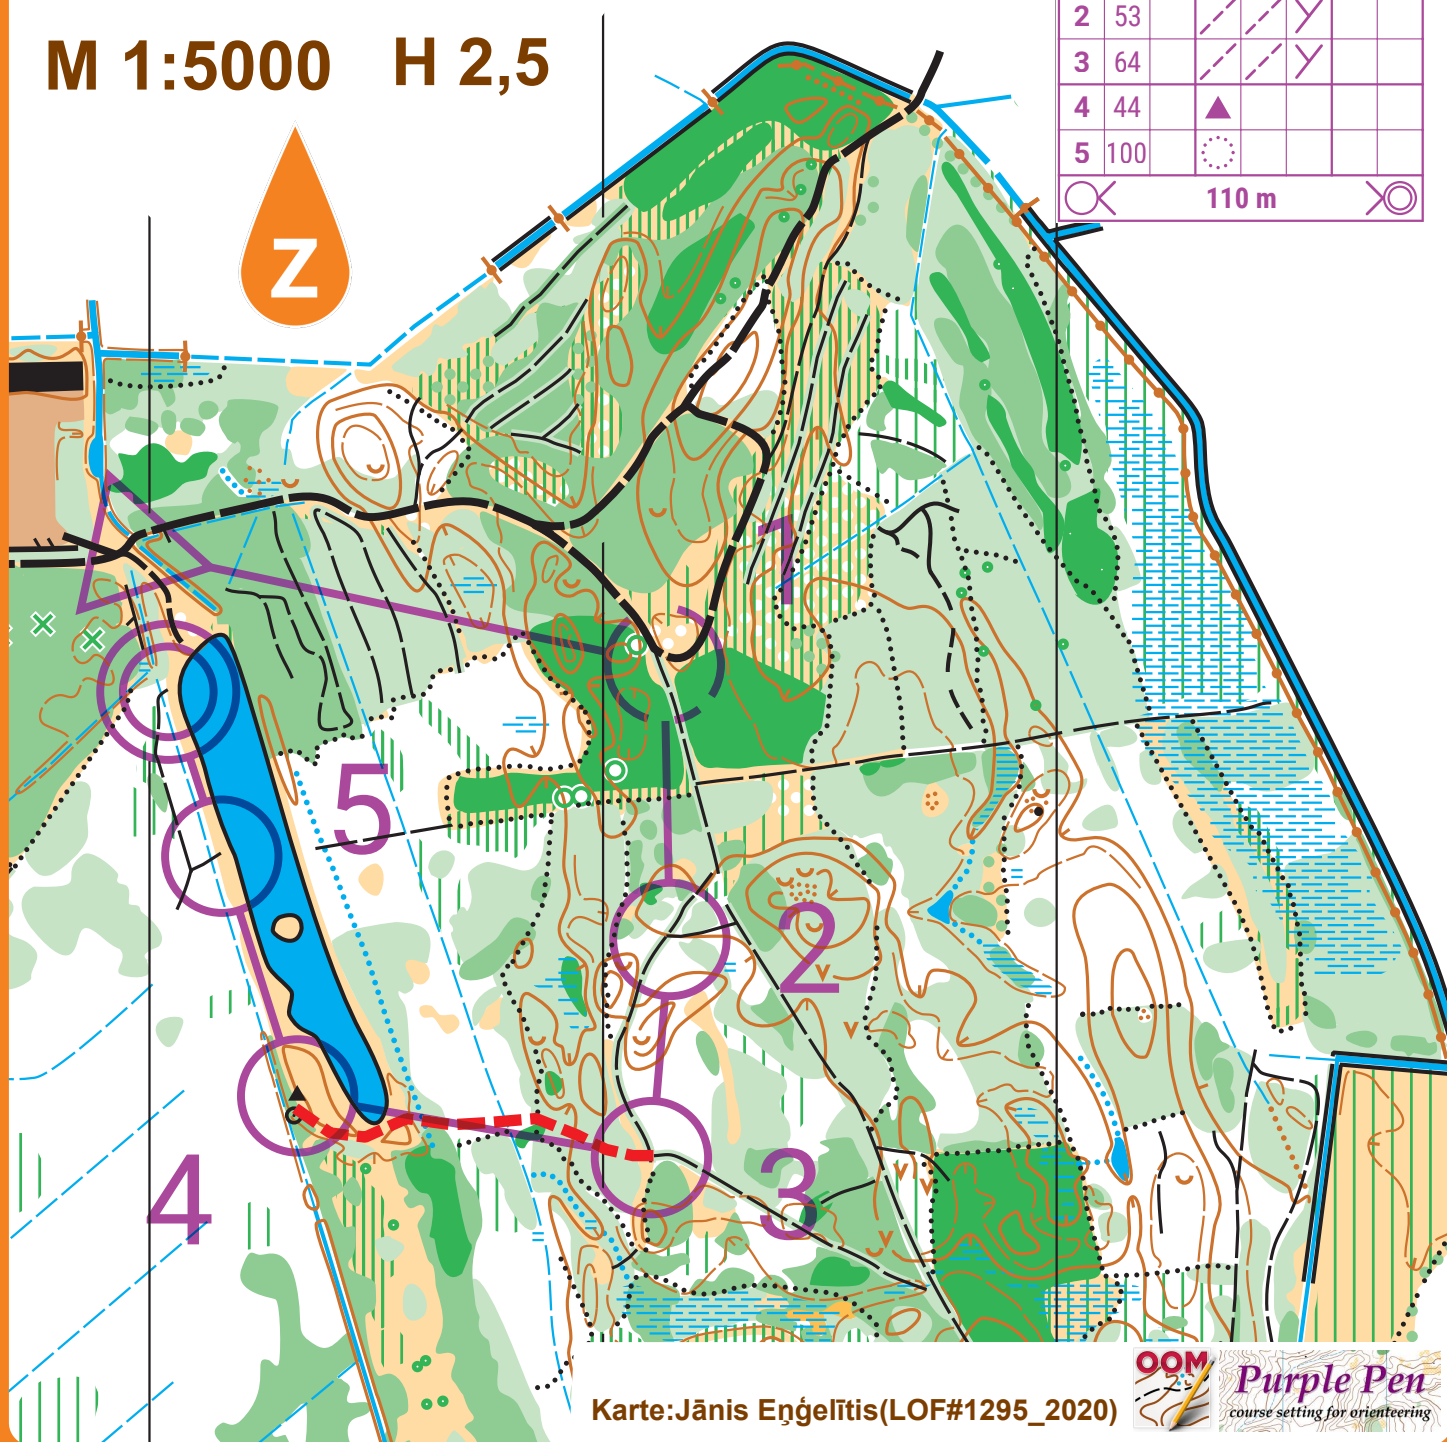 M 1:5000 H 2,5
2 53
3 64
4 44
5 100
110 m
Z
1
5
2
3
4
OOM
Purple Pen
course setting for orienteering
Karte:Jānis Eņģelītis(LOF#1295_2020)